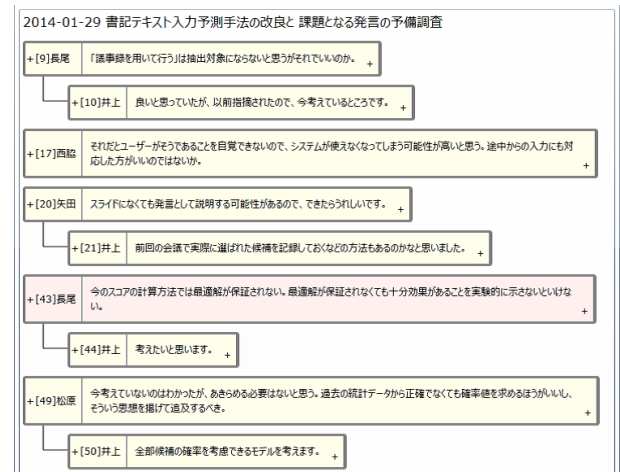 2014-01-29 書記テキスト入力予測手法の改良と 課題となる発言の予備調査
+[9]長尾 「議事録を用いて行う」は抽出対象にならないと思うがそれでいいのか。 +
+[10]井上 良いと思っていたが、以前指摘されたので、今考えているところです。 +
+[17]西脇 それだとユーザーがそうであることを自覚できないので、システムが使えなくなってしまう可能性が高いと思う。途中からの入力にも対
応した方がいいのではないか。 +
+[20]矢田 スライドになくても発言として説明する可能性があるので、できたらうれしいです。 +
+[21]井上 前回の会議で実際に選ばれた候補を記録しておくなどの方法もあるのかなと思いました。 +
+[43]長尾 今のスコアの計算方法では最適解が保証されない。最適解が保証されなくても十分効果があることを実験的に示さないといけな
い。 +
+[44]井上 考えたいと思います。 +
+[49]松原 今考えていないのはわかったが、あきらめる必要はないと思う。過去の統計データから正確でなくても確率値を求めるほうがいいし、
そういう思想を掲げて追及するべき。 +
+[50]井上 全部候補の確率を考慮できるモデルを考えます。 +